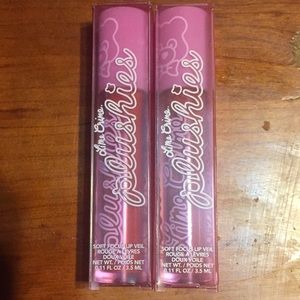 Lime Crime
plushies
SOFT FOCUS LIP VEIL
ROUGE À LÈVRES
DOUX-VOILE
NET WT. / POIDS NET
0.11 FL OZ / 3.5 ML
Lime Crime
plushies
SOFT FOCUS LIP VEIL
ROUGE À LÈVRES
DOUX-VOILE
NET WT. / POIDS NET
0.11 FL OZ / 3.5 ML